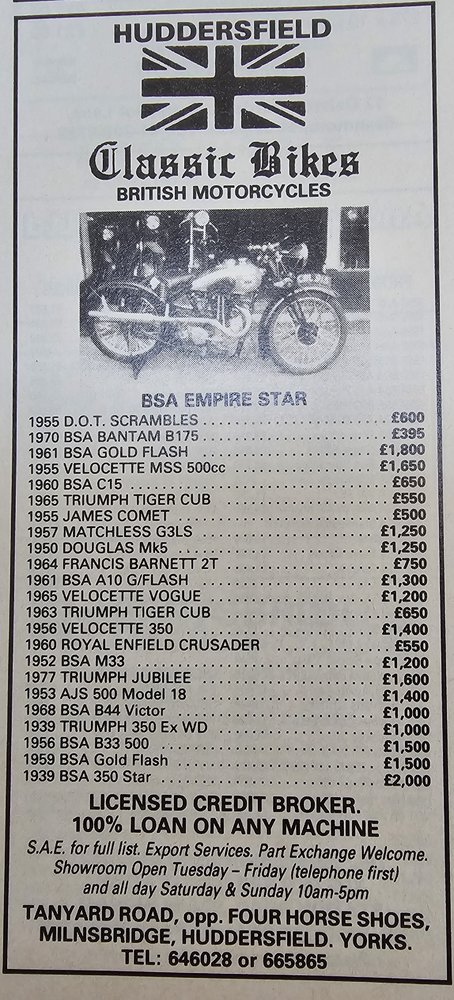 HUDDERSFIELD
Classic Bikes
BRITISH MOTORCYCLES
BSA EMPIRE STAR
1955 D.O.T. SCRAMBLES . . . . . . . . . . . . . . . . . . . . . . £600
1970 BSA BANTAM B175 . . . . . . . . . . . . . . . . . . . . . £395
1961 BSA GOLD FLASH . . . . . . . . . . . . . . . . . . . . £1,800
1955 VELOCETTE MSS 500cc . . . . . . . . . . . . . . . . £1,650
1960 BSA C15 . . . . . . . . . . . . . . . . . . . . . . . . . . . . £650
1965 TRIUMPH TIGER CUB . . . . . . . . . . . . . . . . . . . £550
1955 JAMES COMET . . . . . . . . . . . . . . . . . . . . . . . . £500
1957 MATCHLESS G3LS . . . . . . . . . . . . . . . . . . . . £1,250
1950 DOUGLAS Mk5 . . . . . . . . . . . . . . . . . . . . . . . £1,250
1964 FRANCIS BARNETT 2T . . . . . . . . . . . . . . . . . . £750
1961 BSA A10 G/FLASH . . . . . . . . . . . . . . . . . . . . £1,300
1965 VELOCETTE VOGUE . . . . . . . . . . . . . . . . . . . £1,200
1963 TRIUMPH TIGER CUB . . . . . . . . . . . . . . . . . . . £650
1956 VELOCETTE 350 . . . . . . . . . . . . . . . . . . . . . . £1,400
1960 ROYAL ENFIELD CRUSADER . . . . . . . . . . . . . £550
1952 BSA M33 . . . . . . . . . . . . . . . . . . . . . . . . . . . £1,200
1977 TRIUMPH JUBILEE . . . . . . . . . . . . . . . . . . . . £1,600
1953 AJS 500 Model 18 . . . . . . . . . . . . . . . . . . . . £1,400
1968 BSA B44 Victor . . . . . . . . . . . . . . . . . . . . . . £1,000
1939 TRIUMPH 350 Ex WD . . . . . . . . . . . . . . . . . . £1,000
1956 BSA B33 500 . . . . . . . . . . . . . . . . . . . . . . . . £1,500
1959 BSA Gold Flash . . . . . . . . . . . . . . . . . . . . . . £1,500
1939 BSA 350 Star . . . . . . . . . . . . . . . . . . . . . . . . £2,000
LICENSED CREDIT BROKER.
100% LOAN ON ANY MACHINE
S.A.E. for full list. Export Services. Part Exchange Welcome.
Showroom Open Tuesday – Friday (telephone first)
and all day Saturday & Sunday 10am-5pm
TANYARD ROAD, opp. FOUR HORSE SHOES,
MILNSBRIDGE, HUDDERSFIELD. YORKS.
TEL: 646028 or 665865